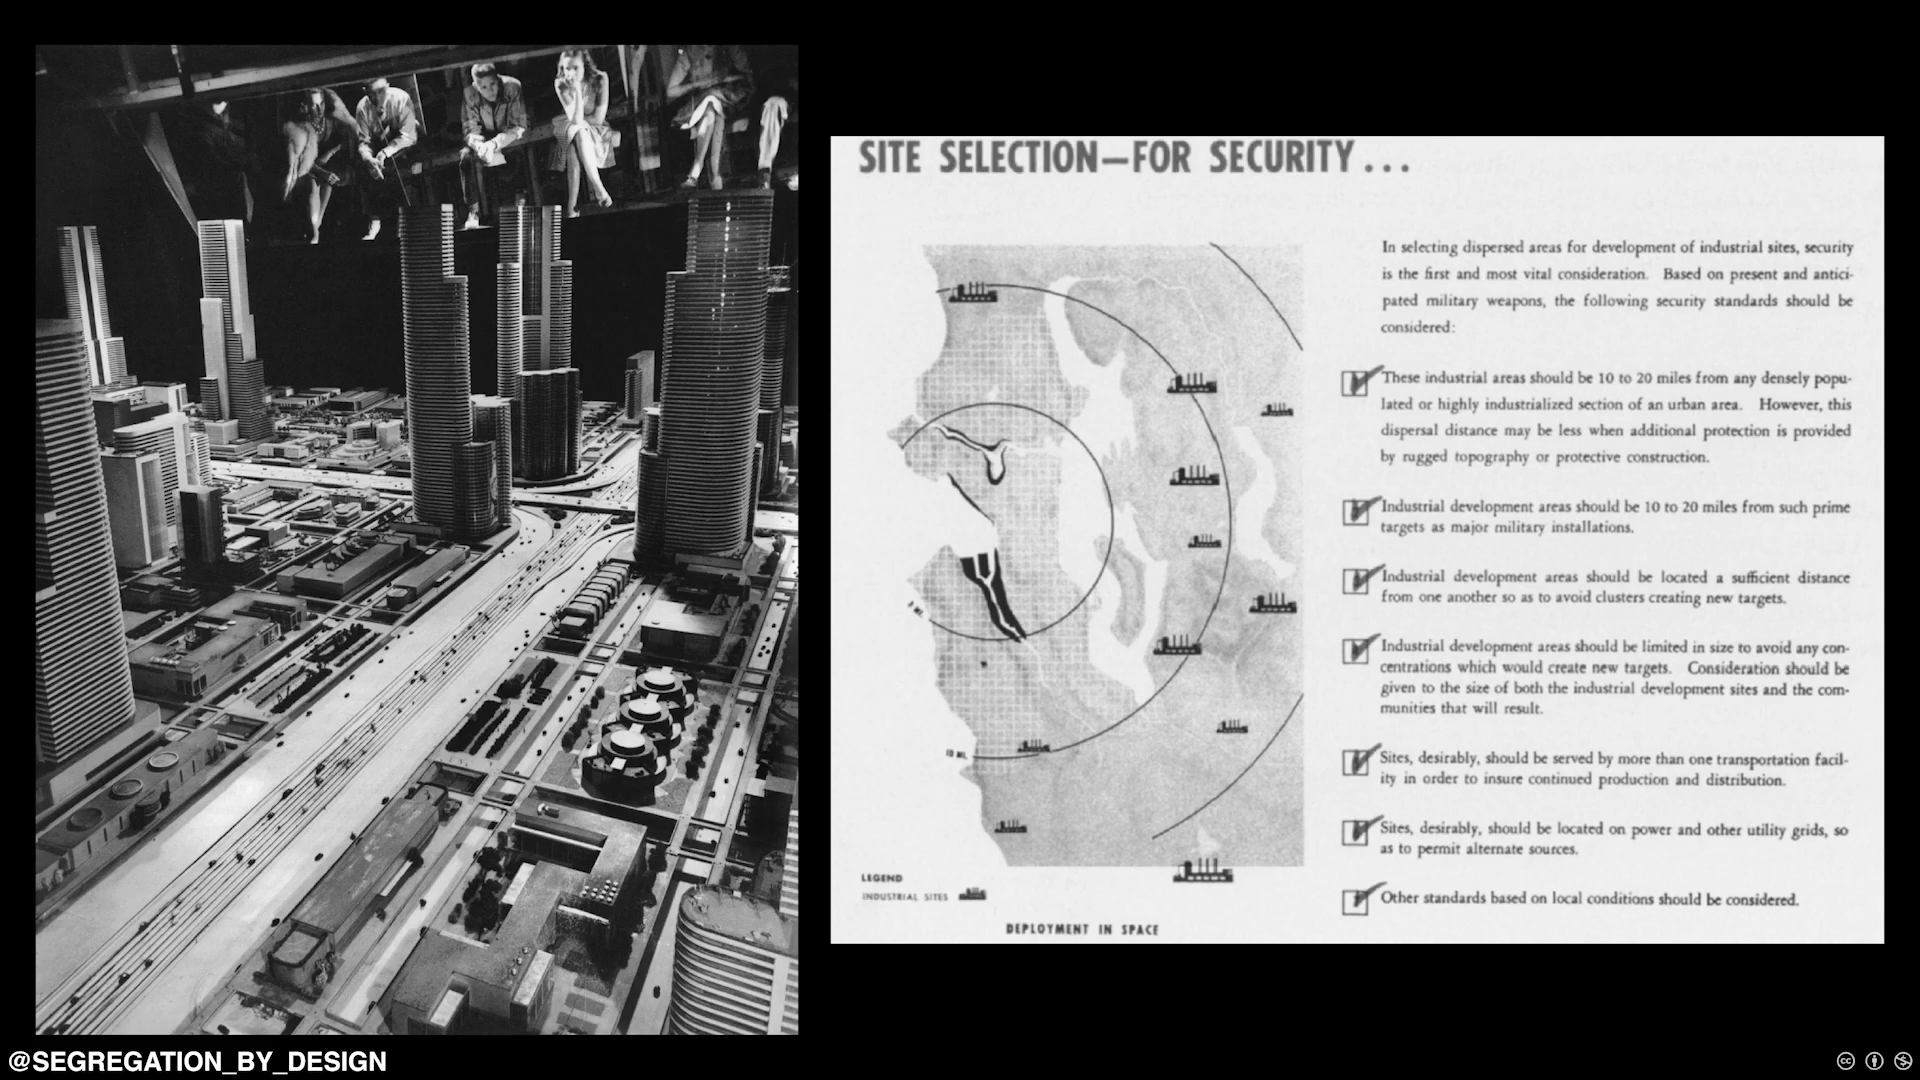 SITE SELECTION—FOR SECURITY...
In selecting dispersed areas for development of industrial sites, security
is the first and most vital consideration. Based on present and antici-
pated military weapons, the following security standards should be
considered:
These industrial areas should be 10 to 20 miles from any densely popu-
lated or highly industrialized section of an urban area. However, this
dispersal distance may be less when additional protection is provided
by rugged topography or protective construction.
Industrial development areas should be 10 to 20 miles from such prime
targets as major military installations.
Industrial development areas should be located a sufficient distance
from one another so as to avoid clusters creating new targets.
Industrial development areas should be limited in size to avoid any con-
centrations which would create new targets. Consideration should be
given to the size of both the industrial development sites and the com-
munities that will result.
Sites, desirably, should be served by more than one transportation facil-
ity in order to insure continued production and distribution.
Sites, desirably, should be located on power and other utility grids, so
as to permit alternate sources.
Other standards based on local conditions should be considered.
10 MI.
LEGEND
INDUSTRIAL SITES
DEPLOYMENT IN SPACE
@SEGREGATION_BY_DESIGN
cc